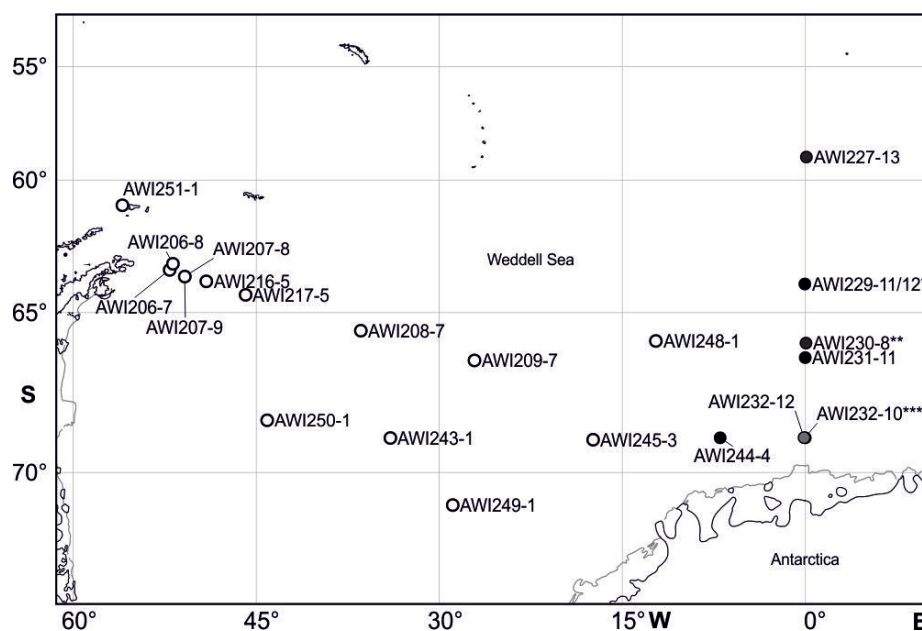 55°
AWI227-13
60°
AWI251-1
AWI206-8
AWI207-8
Weddell Sea
AWI216-5
AWI229-11/12*
AWI217-5
AWI206-7
65°
AWI207-9
AWI208-7
AWI248-1
AWI230-8**
AWI209-7
AWI231-11
S
AWI232-12
AWI232-10***
AWI250-1
AWI243-1
AWI245-3
AWI244-4
70°
AWI249-1
Antarctica
60°
45°
30°
15°
W
0°
E